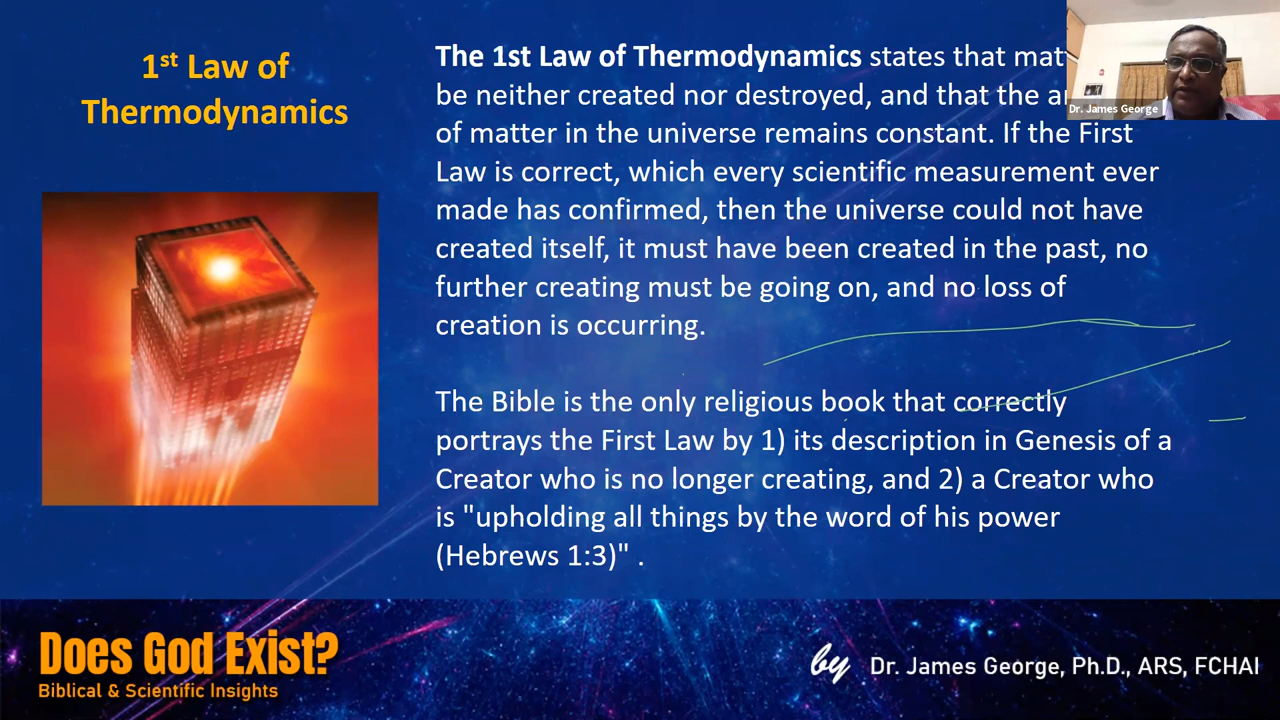 1st Law of
Thermodynamics
The 1st Law of Thermodynamics states that mat
be neither created nor destroyed, and that the a
of matter in the universe remains constant. If the First
Law is correct, which every scientific measurement ever
made has confirmed, then the universe could not have
created itself, it must have been created in the past, no
further creating must be going on, and no loss of
creation is occurring.
The Bible is the only religious book that correctly
portrays the First Law by 1) its description in Genesis of a
Creator who is no longer creating, and 2) a Creator who
is "upholding all things by the word of his power
(Hebrews 1:3)" .
Dr. James George
Does God Exist?
Biblical & Scientific Insights
by Dr. James George, Ph.D., ARS, FCHAI